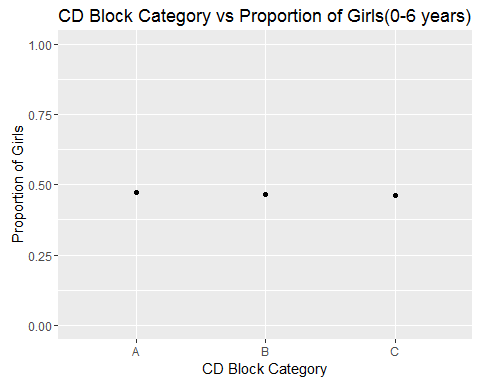 CD Block Category vs Proportion of Girls(0-6 years)
1.00
0.75
0.50
0.25
0.00
Proportion of Girls
A B C
CD Block Category